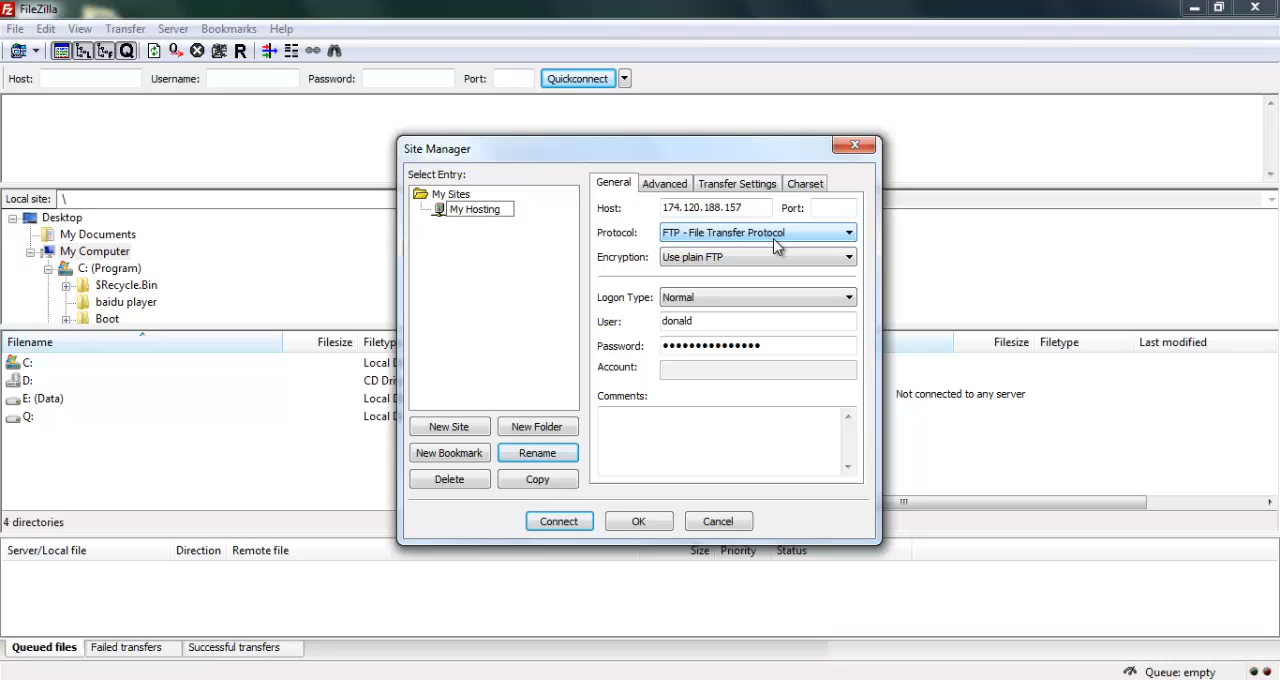 FileZilla
File Edit View Transfer Server Bookmarks Help
Host: Username: Password: Port: Quickconnect
Site Manager
Select Entry:
My Sites
My Hosting
New Site New Folder
New Bookmark Rename
Delete Copy
General Advanced Transfer Settings Charset
Host: 174.120.188.157 Port:
Protocol: FTP - File Transfer Protocol
Encryption: Use plain FTP
Logon Type: Normal
User: donald
Password: •••••••••••••••
Account:
Comments:
Connect OK Cancel
Local site: \
Desktop
My Documents
My Computer
C: (Program)
$Recycle.Bin
baidu player
Boot
Filename Filesize Filetyp
C: Local D
D: CD Dri
E: (Data) Local D
Q: Local D
4 directories
Filesize Filetype Last modified
Not connected to any server
Server/Local file Direction Remote file Size Priority Status
Queued files Failed transfers Successful transfers
Queue: empty